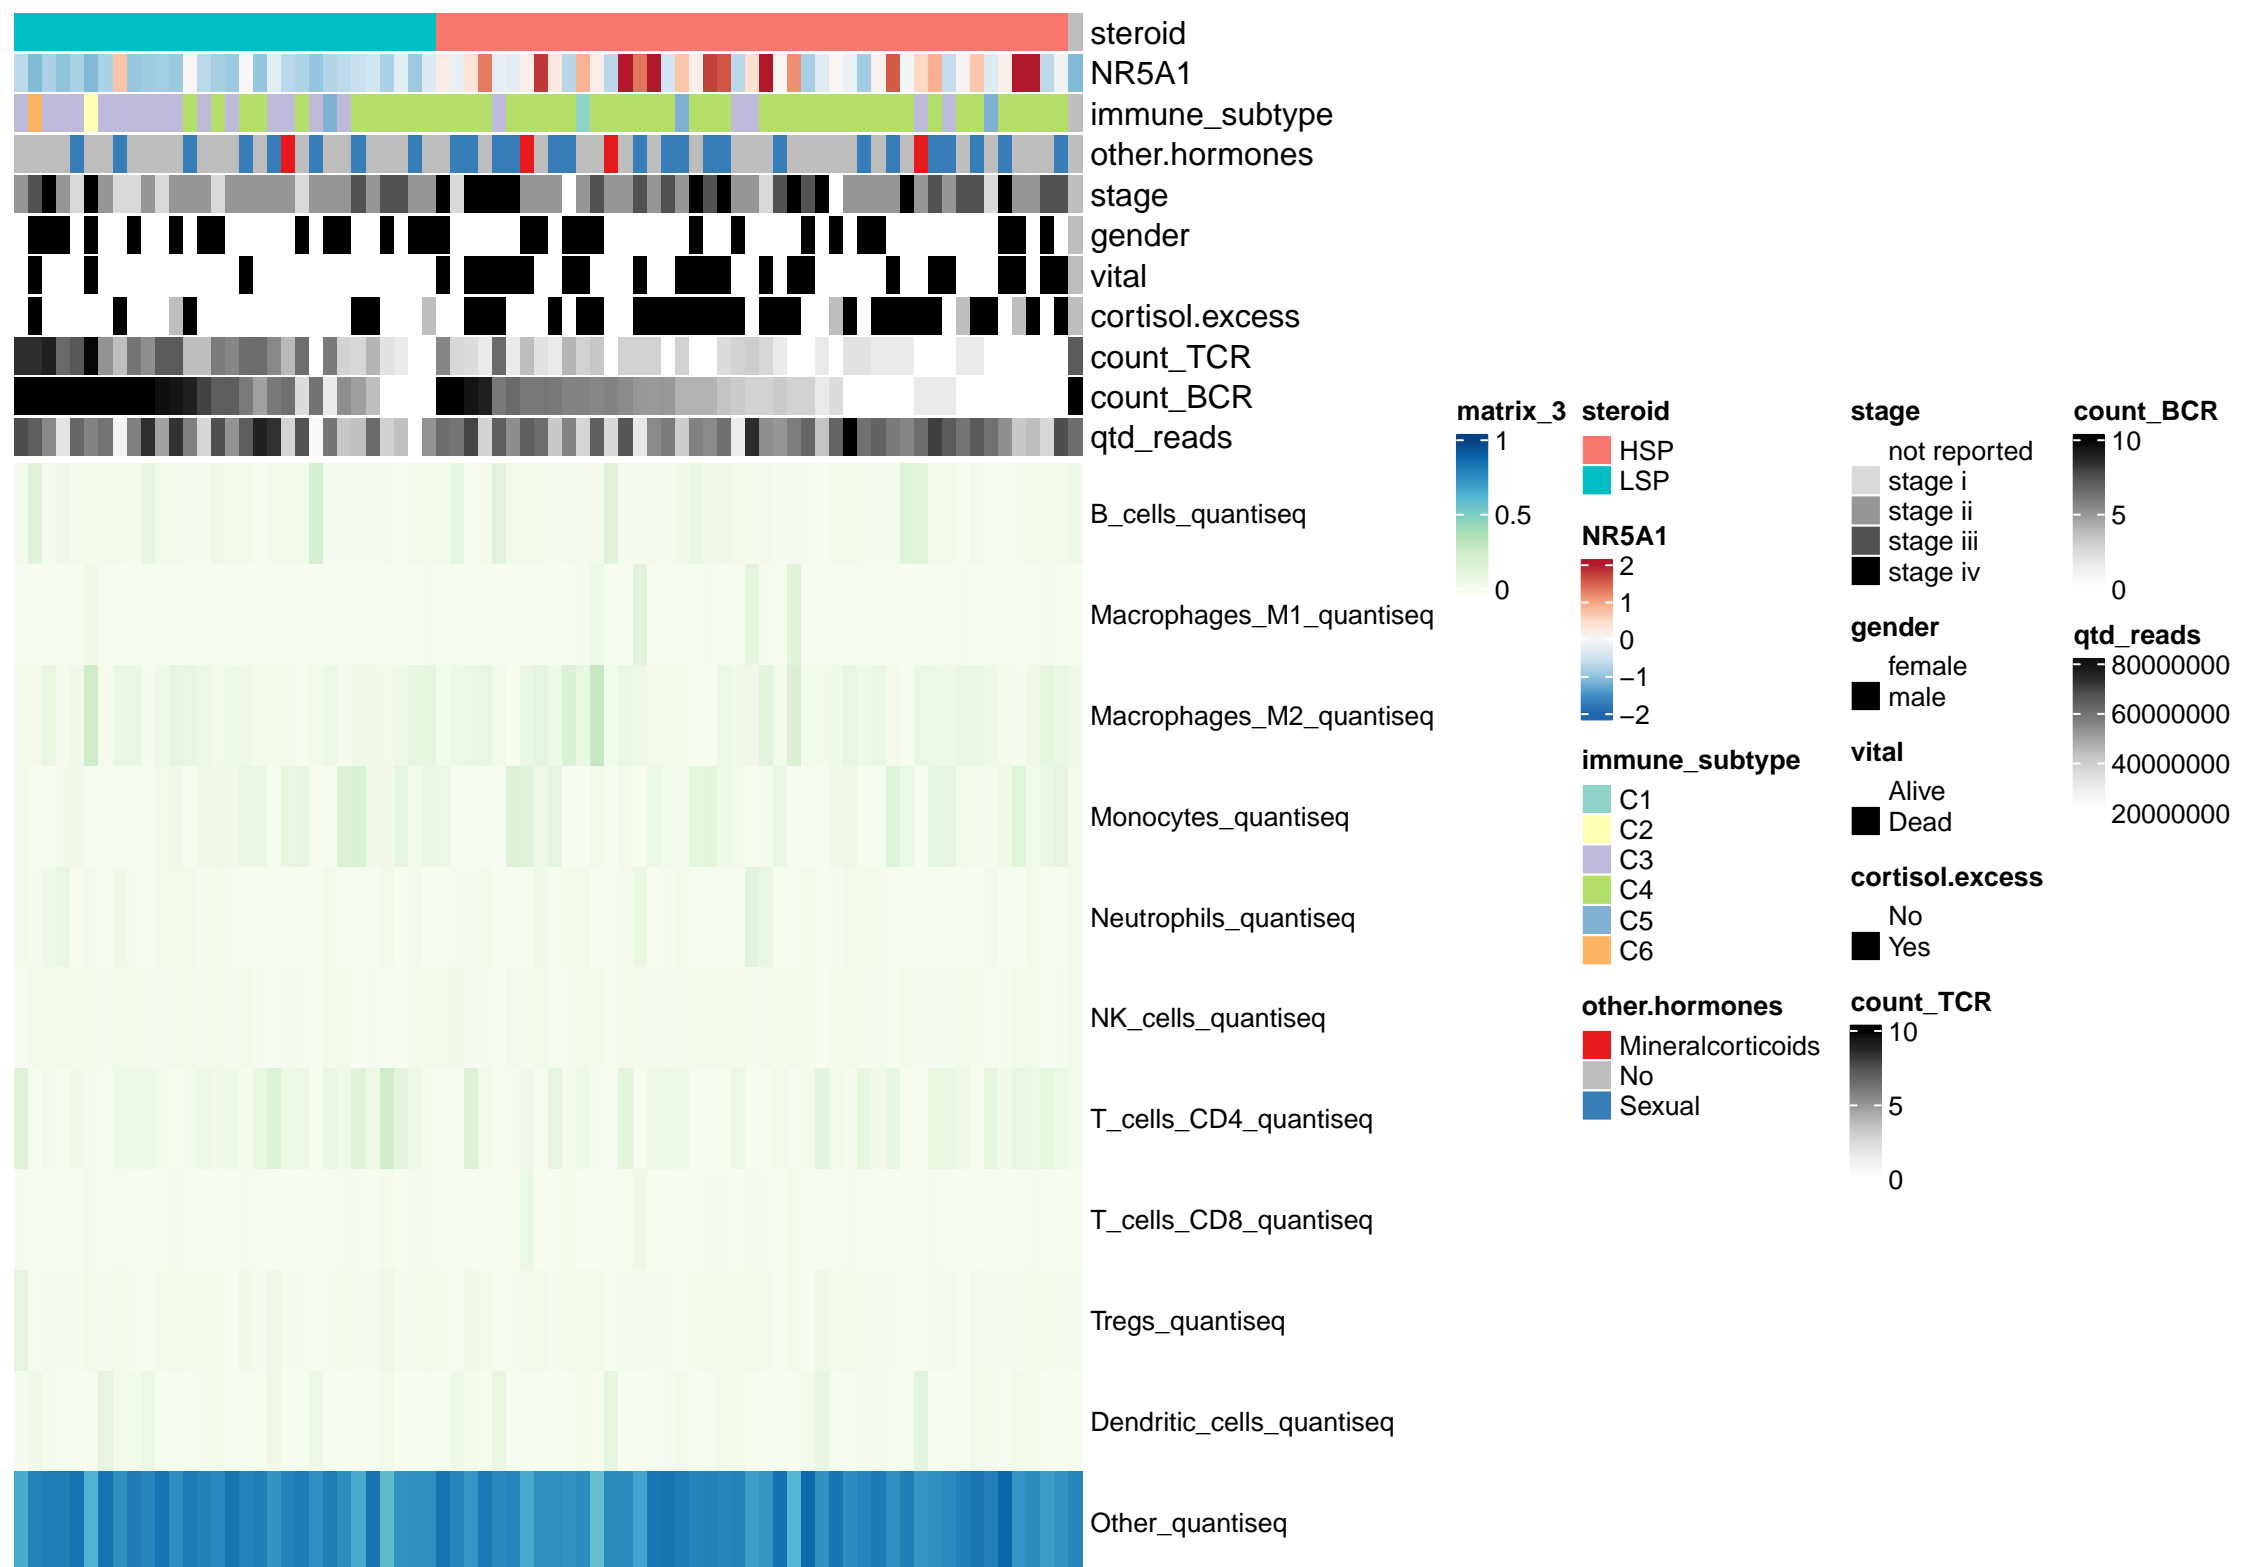 steroid
NR5A1
immune_subtype
other.hormones
stage
gender
vital
cortisol.excess
count_TCR
count_BCR
qtd_reads
B_cells_quantiseq
Macrophages_M1_quantiseq
Macrophages_M2_quantiseq
Monocytes_quantiseq
Neutrophils_quantiseq
NK_cells_quantiseq
T_cells_CD4_quantiseq
T_cells_CD8_quantiseq
Tregs_quantiseq
Dendritic_cells_quantiseq
Other_quantiseq
matrix_3
1
0.5
0
steroid
HSP
LSP
NR5A1
2
1
0
−1
−2
immune_subtype
C1
C2
C3
C4
C5
C6
other.hormones
Mineralcorticoids
No
Sexual
stage
not reported
stage i
stage ii
stage iii
stage iv
gender
female
male
vital
Alive
Dead
cortisol.excess
No
Yes
count_TCR
10
5
0
count_BCR
10
5
0
qtd_reads
80000000
60000000
40000000
20000000